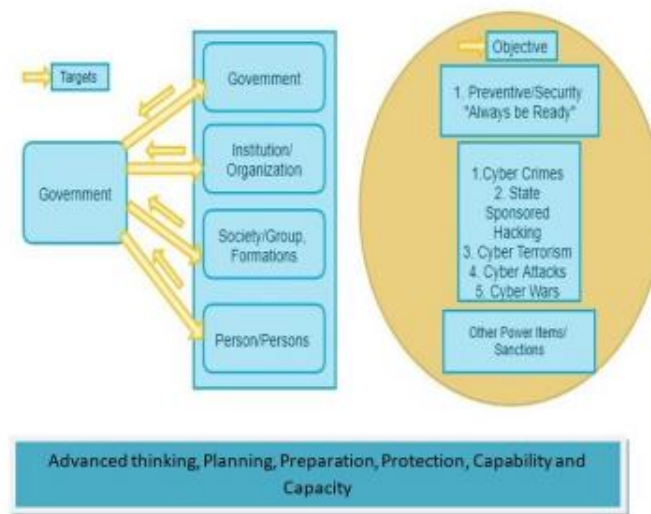 Targets
Government
Government
Institution/
Organization
Society/Group,
Formations
Person/Persons
Objective
1. Preventive/Security
"Always be Ready"
1.Cyber Crimes
2. State
Sponsored
Hacking
3. Cyber Terrorism
4. Cyber Attacks
5. Cyber Wars
Other Power Items/
Sanctions
Advanced thinking, Planning, Preparation, Protection, Capability and
Capacity